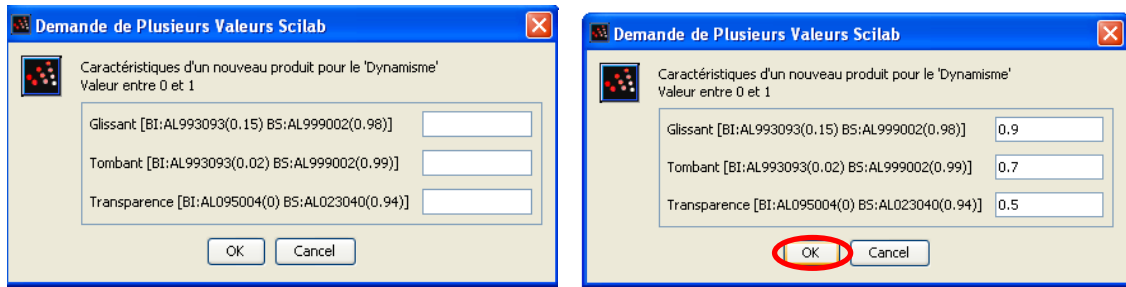 Demande de Plusieurs Valeurs Scilab
Caractéristiques d'un nouveau produit pour le 'Dynamisme'
Valeur entre 0 et 1
Glissant [BI:AL993093(0.15) BS:AL999002(0.98)]
Tombant [BI:AL993093(0.02) BS:AL999002(0.99)]
Transparence [BI:AL095004(0) BS:AL023040(0.94)]
OK Cancel
Demande de Plusieurs Valeurs Scilab
Caractéristiques d'un nouveau produit pour le 'Dynamisme'
Valeur entre 0 et 1
Glissant [BI:AL993093(0.15) BS:AL999002(0.98)] 0.9
Tombant [BI:AL993093(0.02) BS:AL999002(0.99)] 0.7
Transparence [BI:AL095004(0) BS:AL023040(0.94)] 0.5
OK Cancel